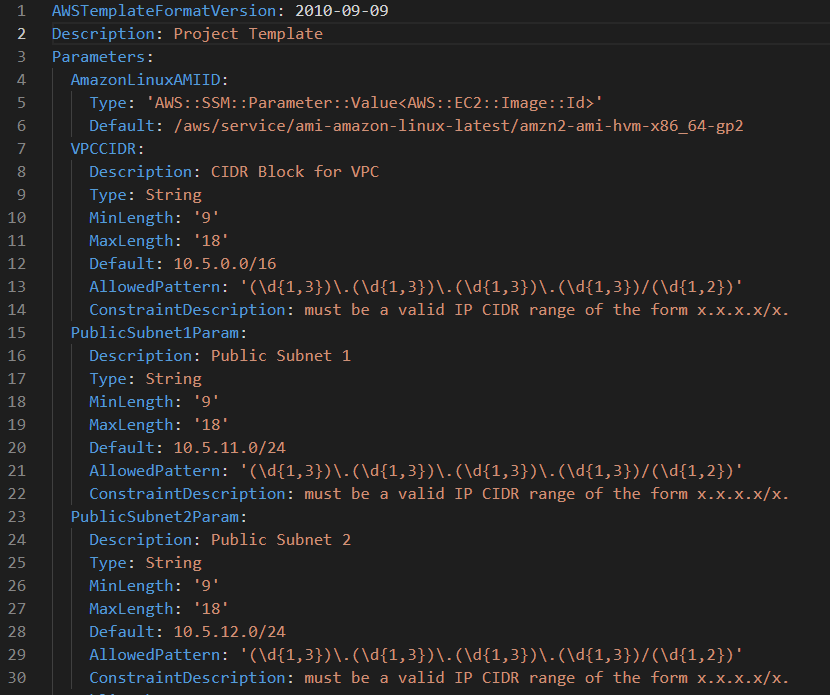 1 AWSTemplateFormatVersion: 2010-09-09
2 Description: Project Template
3 Parameters:
4   AmazonLinuxAMIID:
5     Type: 'AWS::SSM::Parameter::Value<AWS::EC2::Image::Id>'
6     Default: /aws/service/ami-amazon-linux-latest/amzn2-ami-hvm-x86_64-gp2
7   VPCCIDR:
8     Description: CIDR Block for VPC
9     Type: String
10     MinLength: '9'
11     MaxLength: '18'
12     Default: 10.5.0.0/16
13     AllowedPattern: '(\d{1,3})\.(\d{1,3})\.(\d{1,3})\.(\d{1,3})/(\d{1,2})'
14     ConstraintDescription: must be a valid IP CIDR range of the form x.x.x.x/x.
15   PublicSubnet1Param:
16     Description: Public Subnet 1
17     Type: String
18     MinLength: '9'
19     MaxLength: '18'
20     Default: 10.5.11.0/24
21     AllowedPattern: '(\d{1,3})\.(\d{1,3})\.(\d{1,3})\.(\d{1,3})/(\d{1,2})'
22     ConstraintDescription: must be a valid IP CIDR range of the form x.x.x.x/x.
23   PublicSubnet2Param:
24     Description: Public Subnet 2
25     Type: String
26     MinLength: '9'
27     MaxLength: '18'
28     Default: 10.5.12.0/24
29     AllowedPattern: '(\d{1,3})\.(\d{1,3})\.(\d{1,3})\.(\d{1,3})/(\d{1,2})'
30     ConstraintDescription: must be a valid IP CIDR range of the form x.x.x.x/x.